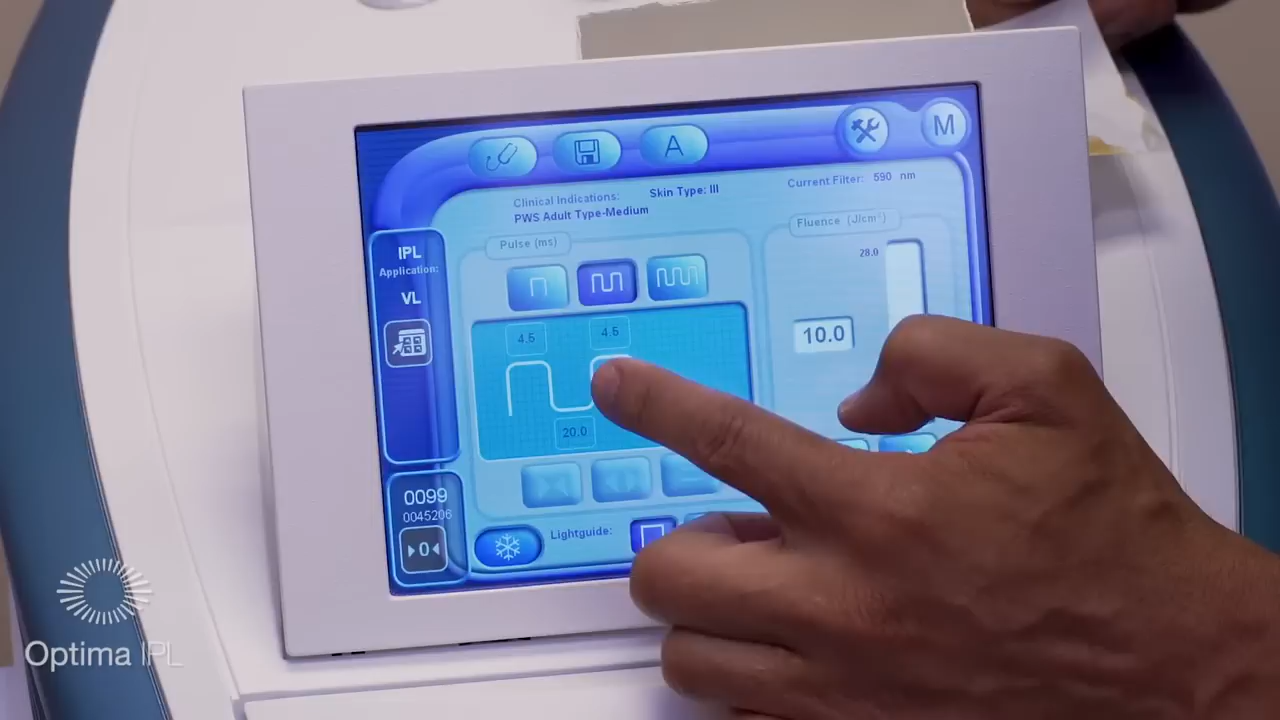 A
M
Clinical Indications:
Skin Type: III
PWS Adult Type-Medium
Current Filter: 590 nm
IPL
Application:
VL
Pulse (ms)
4.5
4.5
20.0
Fluence (J/cm²)
28.0
10.0
0099
0045206
0
Lightguide:
Optima IPL